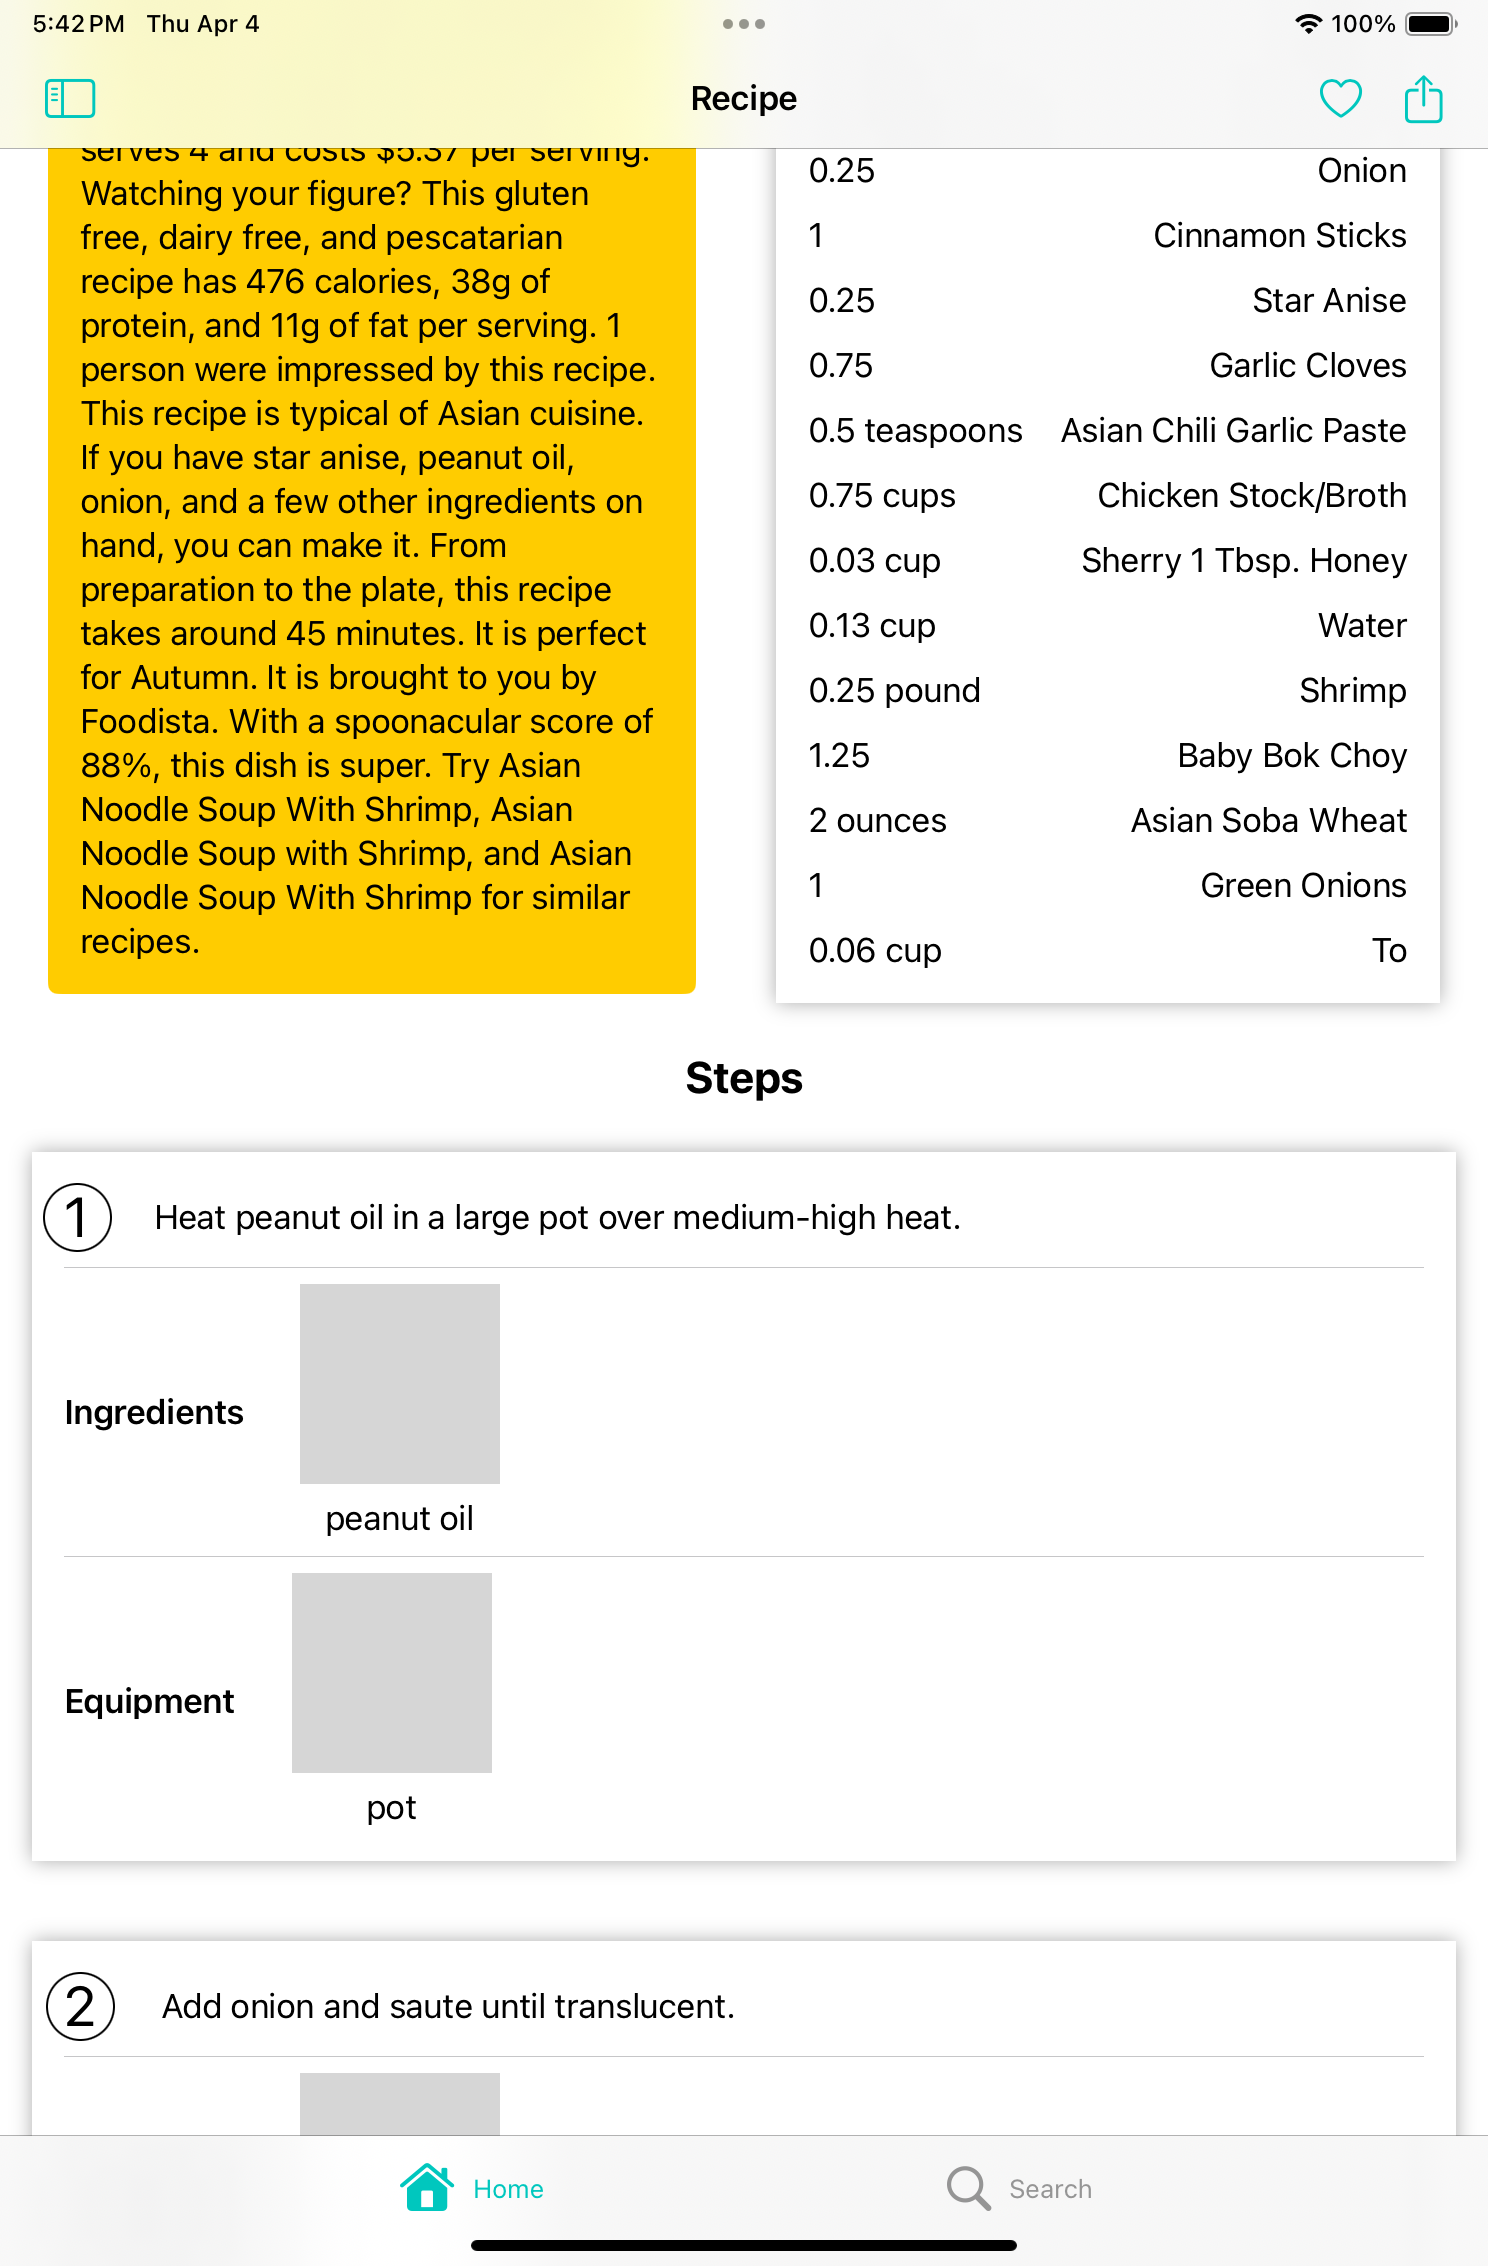 5:42 PM Thu Apr 4
100%
Recipe
serves 4 and costs $5.37 per serving.
Watching your figure? This gluten
free, dairy free, and pescatarian
recipe has 476 calories, 38g of
protein, and 11g of fat per serving. 1
person were impressed by this recipe.
This recipe is typical of Asian cuisine.
If you have star anise, peanut oil,
onion, and a few other ingredients on
hand, you can make it. From
preparation to the plate, this recipe
takes around 45 minutes. It is perfect
for Autumn. It is brought to you by
Foodista. With a spoonacular score of
88%, this dish is super. Try Asian
Noodle Soup With Shrimp, Asian
Noodle Soup with Shrimp, and Asian
Noodle Soup With Shrimp for similar
recipes.
0.25 Onion
1 Cinnamon Sticks
0.25 Star Anise
0.75 Garlic Cloves
0.5 teaspoons Asian Chili Garlic Paste
0.75 cups Chicken Stock/Broth
0.03 cup Sherry 1 Tbsp. Honey
0.13 cup Water
0.25 pound Shrimp
1.25 Baby Bok Choy
2 ounces Asian Soba Wheat
1 Green Onions
0.06 cup To
Steps
1 Heat peanut oil in a large pot over medium-high heat.
Ingredients
peanut oil
Equipment
pot
2 Add onion and saute until translucent.
Home
Search